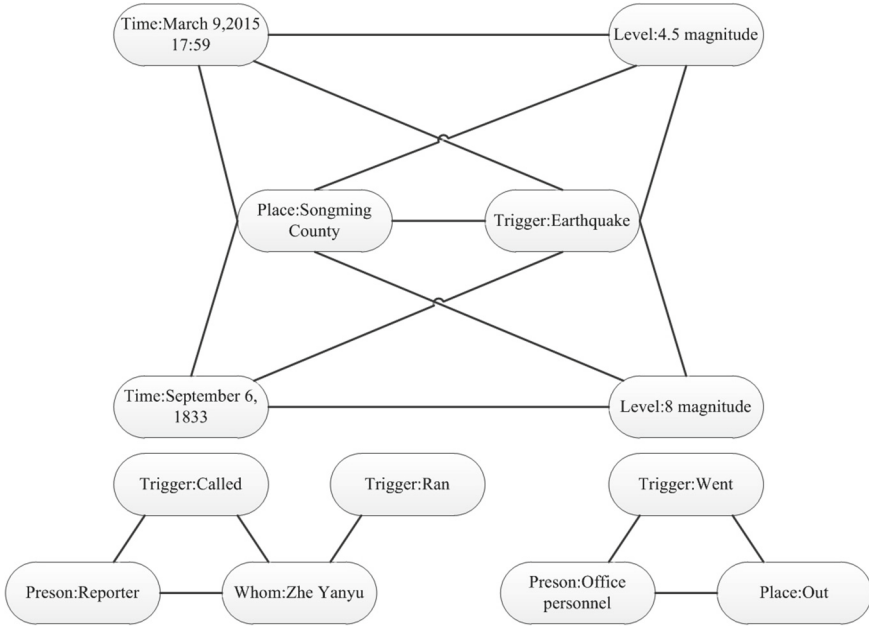 Time:March 9,2015
17:59
Level:4.5 magnitude
Place:Songming
County
Trigger:Earthquake
Time:September 6,
1833
Level:8 magnitude
Trigger:Called
Trigger:Ran
Trigger:Went
Preson:Reporter
Whom:Zhe Yanyu
Preson:Office
personnel
Place:Out